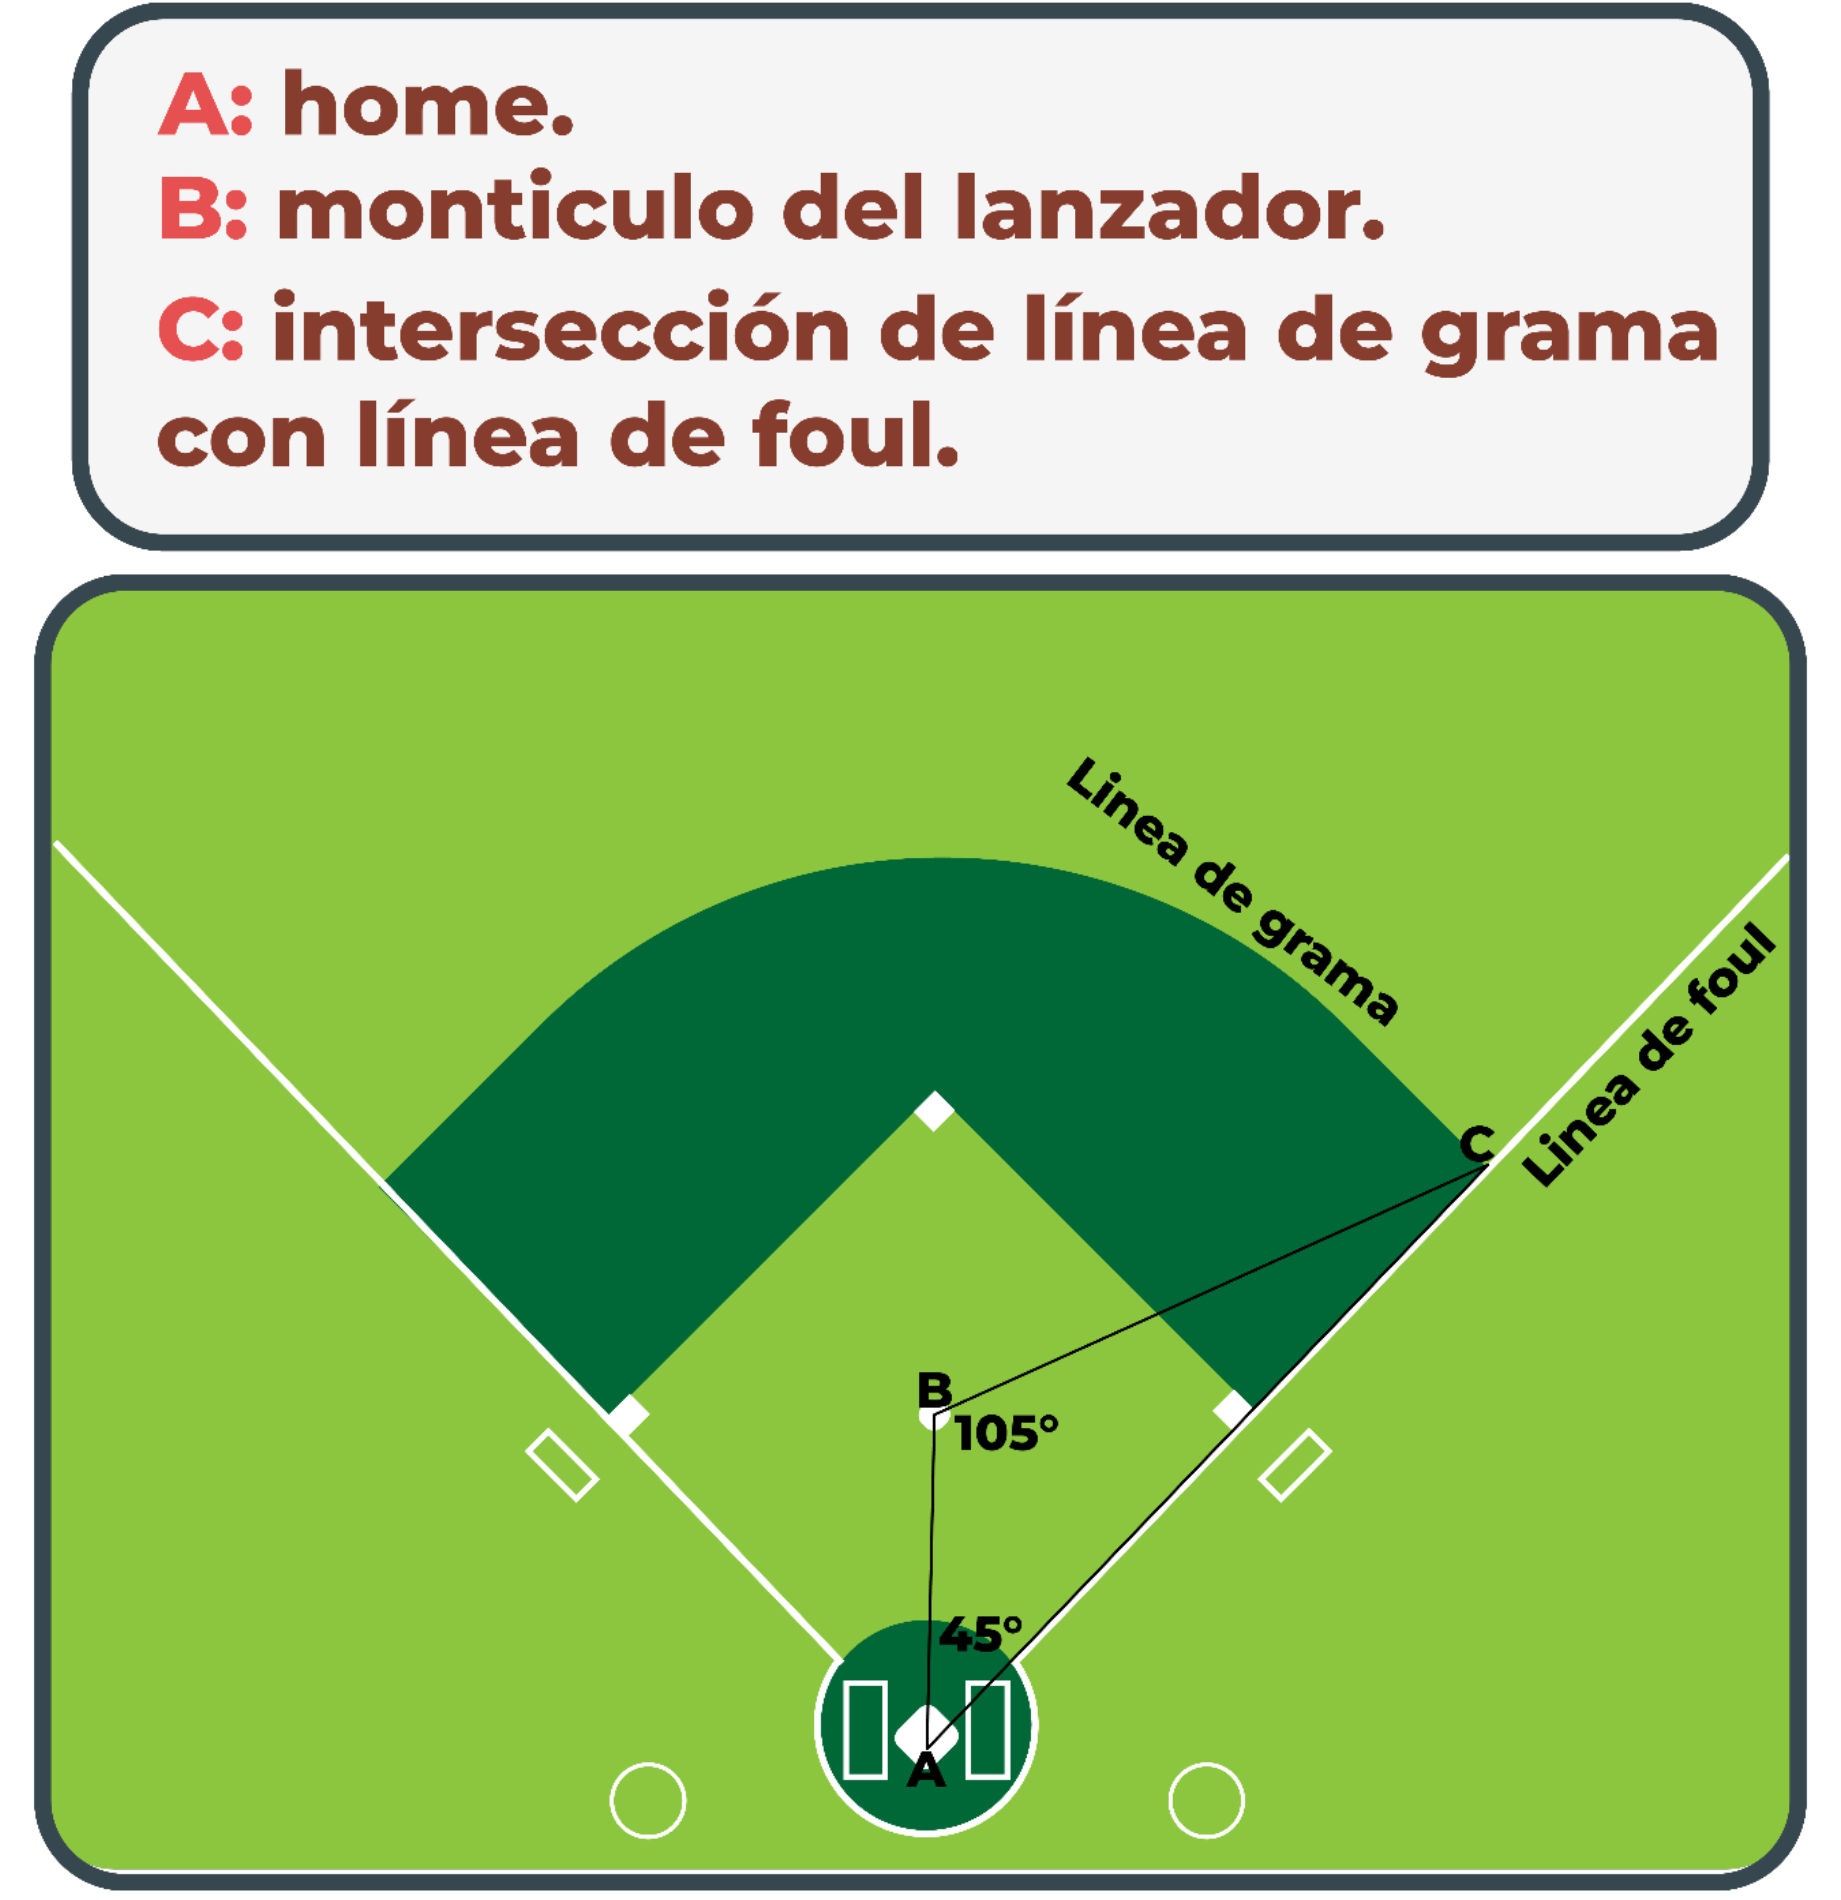 A: home.
B: monticulo del lanzador.
C: intersección de línea de grama
con línea de foul.
Linea de grama
Linea de foul
C
B
105°
45°
A